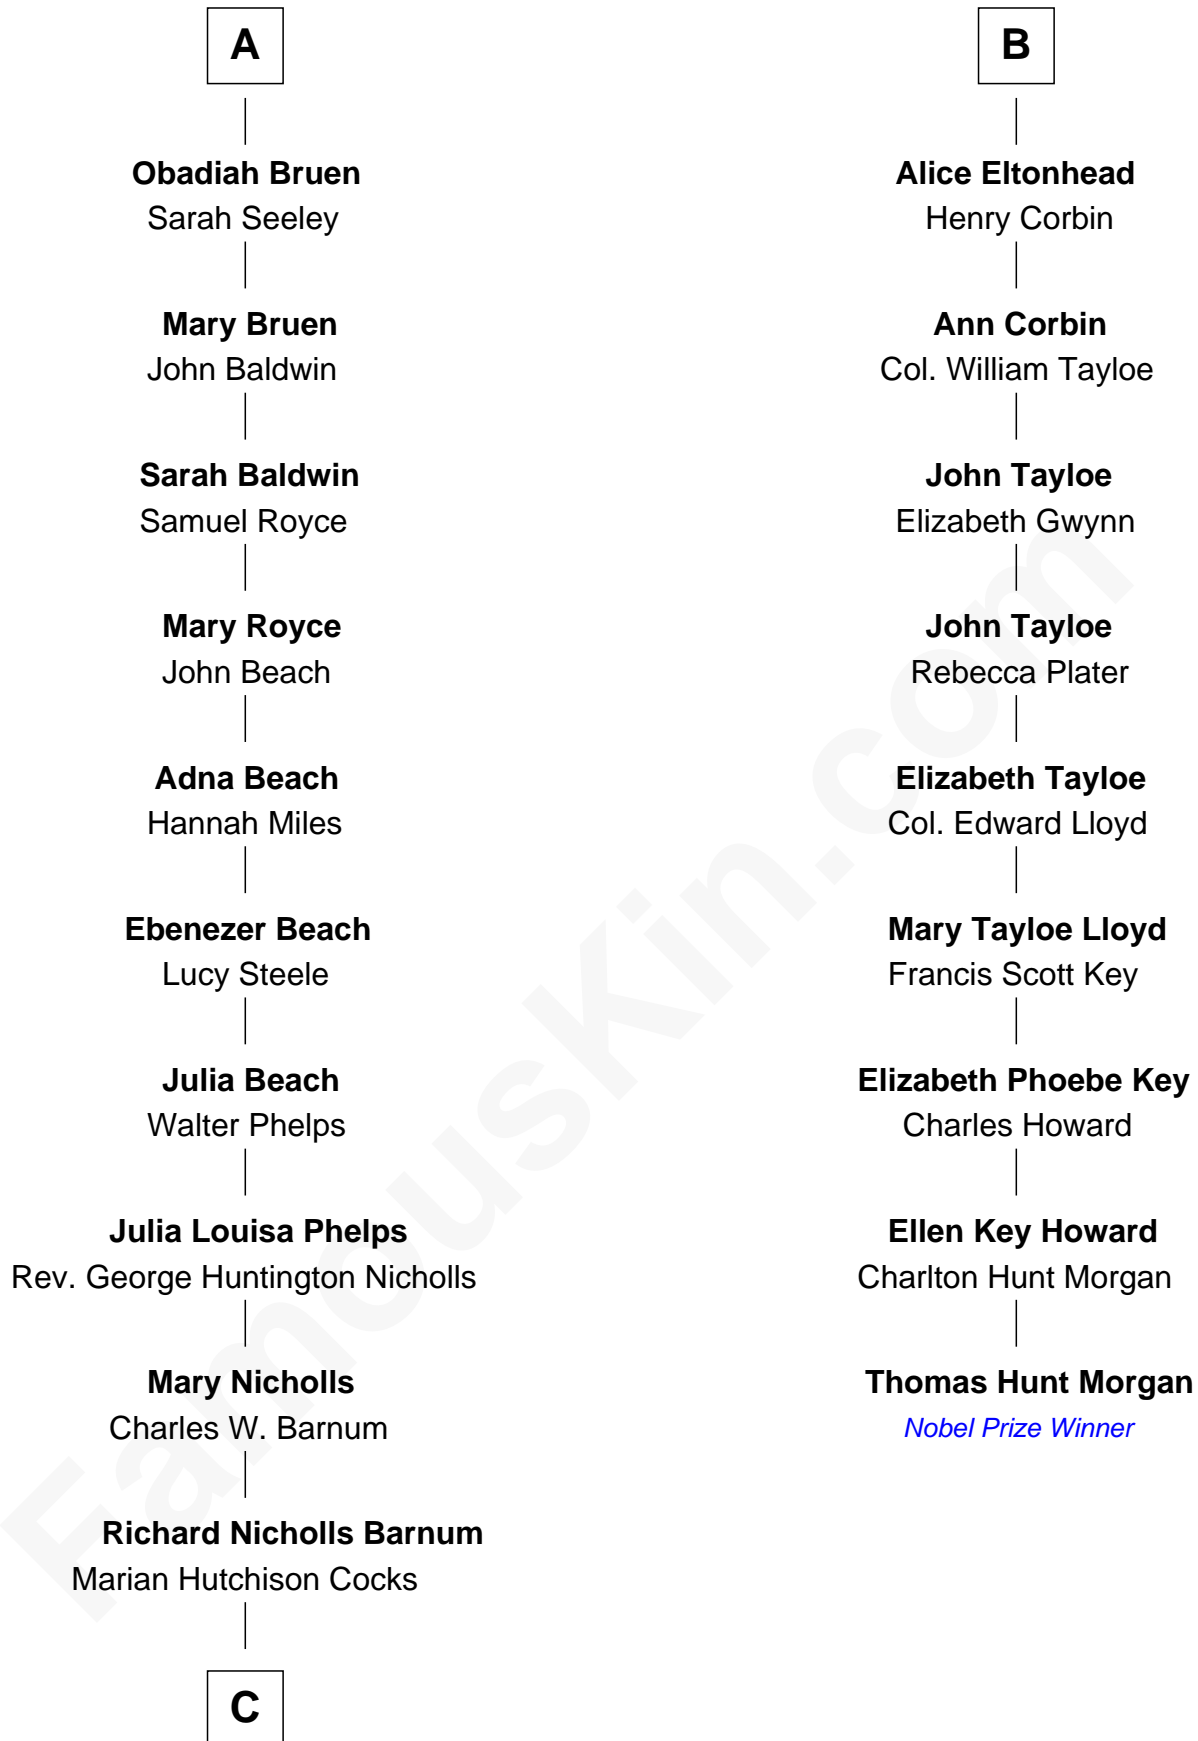 A
Obadiah Bruen
Sarah Seeley
Mary Bruen
John Baldwin
Sarah Baldwin
Samuel Royce
Mary Royce
John Beach
Adna Beach
Hannah Miles
Ebenezer Beach
Lucy Steele
Julia Beach
Walter Phelps
Julia Louisa Phelps
Rev. George Huntington Nicholls
Mary Nicholls
Charles W. Barnum
Richard Nicholls Barnum
Marian Hutchison Cocks
C
B
Alice Eltonhead
Henry Corbin
Ann Corbin
Col. William Tayloe
John Tayloe
Elizabeth Gwynn
John Tayloe
Rebecca Plater
Elizabeth Tayloe
Col. Edward Lloyd
Mary Tayloe Lloyd
Francis Scott Key
Elizabeth Phoebe Key
Charles Howard
Ellen Key Howard
Charlton Hunt Morgan
Thomas Hunt Morgan
Nobel Prize Winner
FamousKin.com